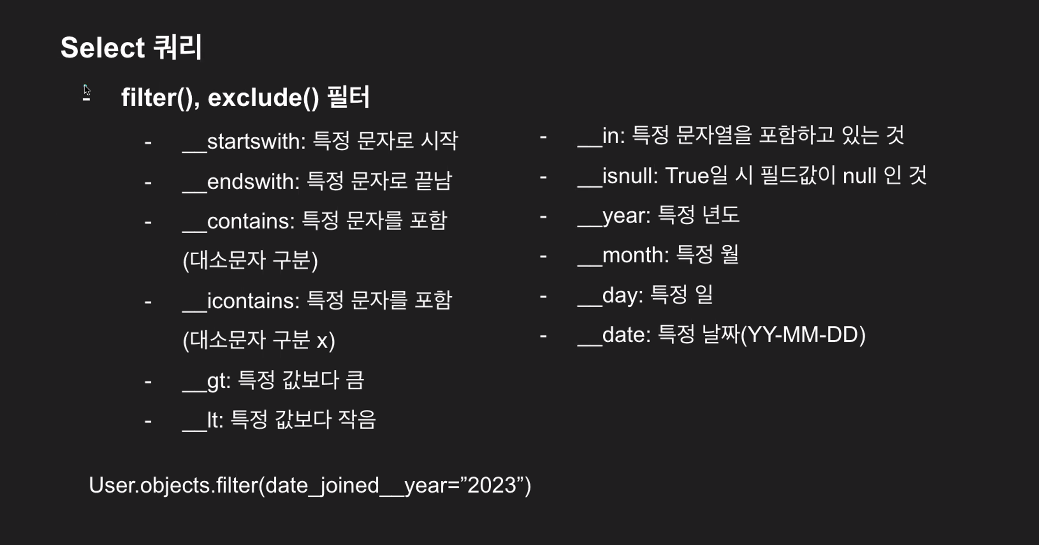 Select 쿼리
- filter(), exclude() 필터
- __startswith: 특정 문자로 시작
- __endswith: 특정 문자로 끝남
- __contains: 특정 문자를 포함
(대소문자 구분)
- __icontains: 특정 문자를 포함
(대소문자 구분 x)
- __gt: 특정 값보다 큼
- __lt: 특정 값보다 작음
- __in: 특정 문자열을 포함하고 있는 것
- __isnull: True일 시 필드값이 null 인 것
- __year: 특정 년도
- __month: 특정 월
- __day: 특정 일
- __date: 특정 날짜(YY-MM-DD)
User.objects.filter(date_joined__year=”2023”)